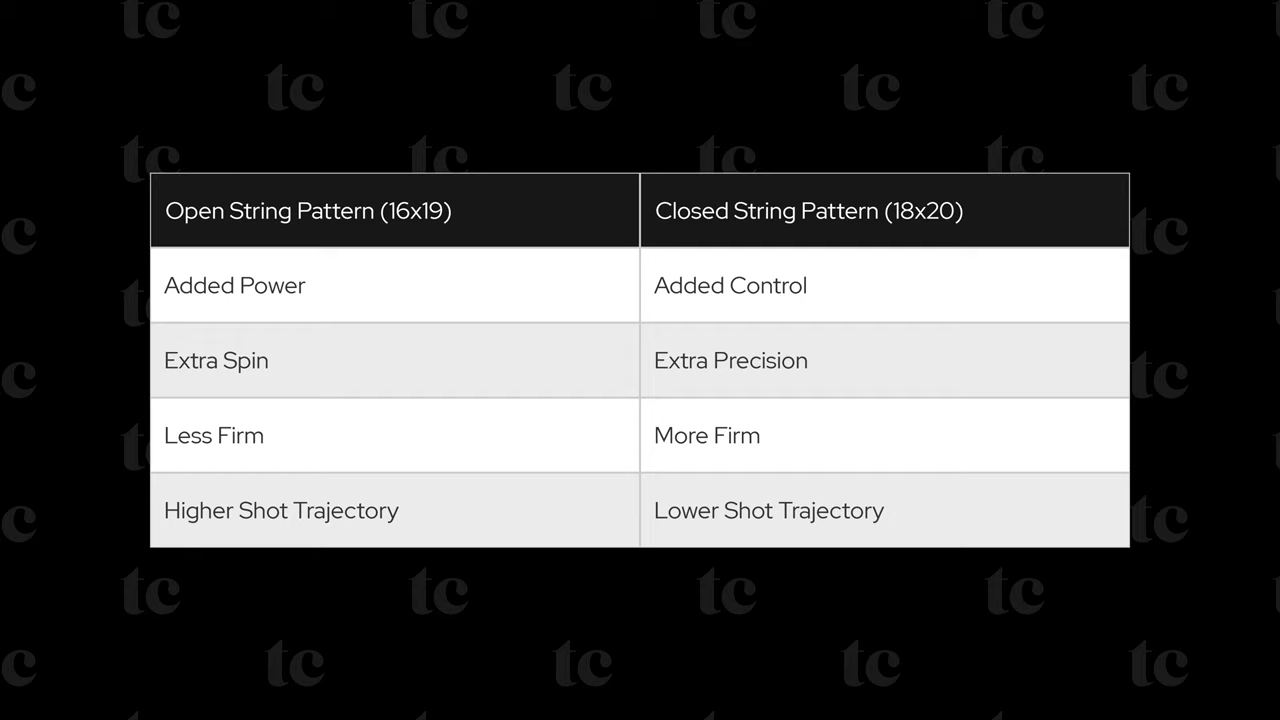 Open String Pattern (16x19) Closed String Pattern (18x20)
Added Power Added Control
Extra Spin Extra Precision
Less Firm More Firm
Higher Shot Trajectory Lower Shot Trajectory
tc